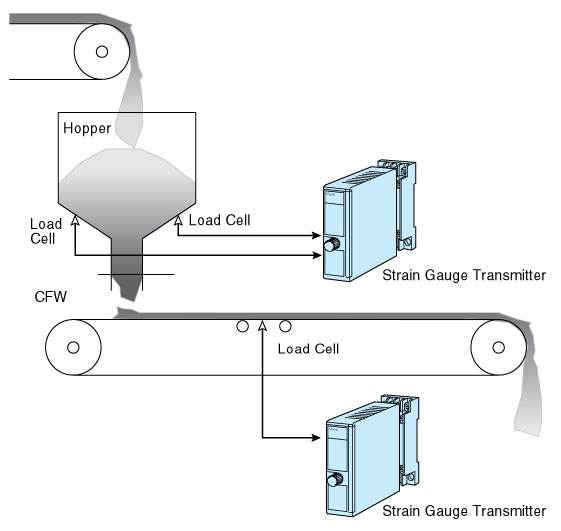 Hopper
Load
Cell
Load Cell
Strain Gauge Transmitter
CFW
Load Cell
Strain Gauge Transmitter